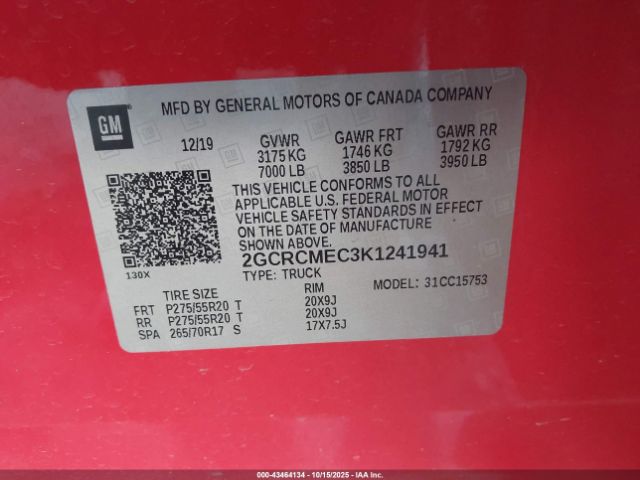 GM
MFD BY GENERAL MOTORS OF CANADA COMPANY
12/19 GVWR GAWR FRT GAWR RR
3175 KG 1746 KG 1792 KG
7000 LB 3850 LB 3950 LB
THIS VEHICLE CONFORMS TO ALL
APPLICABLE U.S. FEDERAL MOTOR
VEHICLE SAFETY STANDARDS IN EFFECT
ON THE DATE OF MANUFACTURE
SHOWN ABOVE.
130X
2GCRCMEC3K1241941
TYPE: TRUCK MODEL: 31CC15753
TIRE SIZE RIM
FRT P275/55R20 T 20X9J
RR P275/55R20 T 20X9J
SPA 265/70R17 S 17X7.5J
000-43464134 - 10/15/2025 - IAAI.com